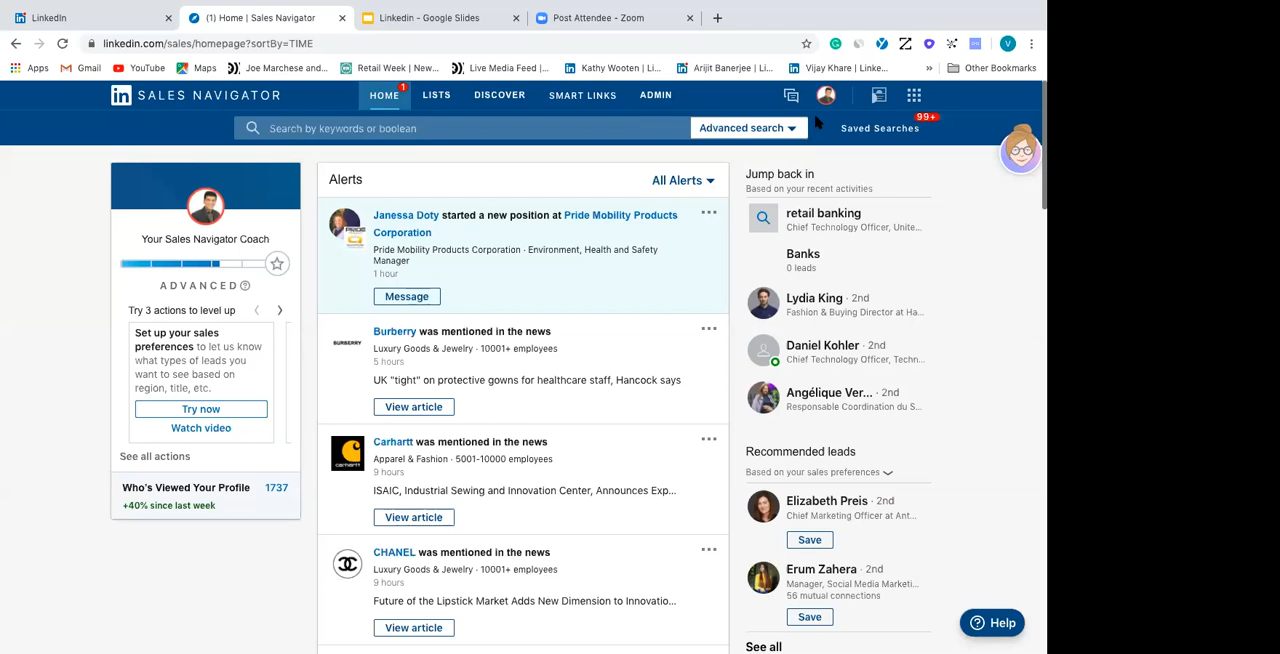 LinkedIn
(1) Home | Sales Navigator
Linkedin - Google Slides
Post Attendee - Zoom
linkedin.com/sales/homepage?sortBy=TIME
Apps
Gmail
YouTube
Maps
Joe Marchese and...
Retail Week | New...
Live Media Feed |...
Kathy Wooten | Li...
Arijit Banerjee | Li...
Vijay Khare | Linke...
»
Other Bookmarks
V
in SALES NAVIGATOR
HOME
1
LISTS
DISCOVER
SMART LINKS
ADMIN
Search by keywords or boolean
Advanced search
Saved Searches
99+
Your Sales Navigator Coach
ADVANCED
Try 3 actions to level up
Set up your sales
preferences to let us know
what types of leads you
want to see based on
region, title, etc.
Try now
Watch video
See all actions
Who's Viewed Your Profile 1737
+40% since last week
Alerts
All Alerts
Janessa Doty started a new position at Pride Mobility Products
Corporation
Pride Mobility Products Corporation · Environment, Health and Safety
Manager
1 hour
Message
BURBERRY
Burberry was mentioned in the news
Luxury Goods & Jewelry · 10001+ employees
5 hours
UK "tight" on protective gowns for healthcare staff, Hancock says
View article
carhartt
Carhartt was mentioned in the news
Apparel & Fashion · 5001-10000 employees
9 hours
ISAIC, Industrial Sewing and Innovation Center, Announces Exp...
View article
CHANEL was mentioned in the news
Luxury Goods & Jewelry · 10001+ employees
9 hours
Future of the Lipstick Market Adds New Dimension to Innovatio...
View article
Jump back in
Based on your recent activities
retail banking
Chief Technology Officer, Unite...
Banks
0 leads
Lydia King · 2nd
Fashion & Buying Director at Ha...
Daniel Kohler · 2nd
Chief Technology Officer, Techn...
Angélique Ver... · 2nd
Responsable Coordination du S...
Recommended leads
Based on your sales preferences
Elizabeth Preis · 2nd
Chief Marketing Officer at Ant...
Save
Erum Zahera · 2nd
Manager, Social Media Marketi...
56 mutual connections
Save
See all
Help